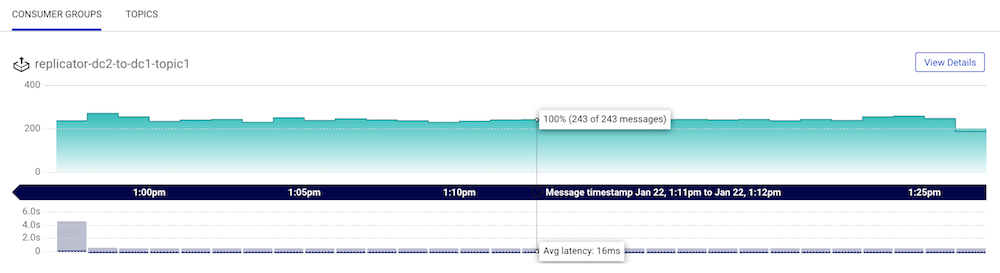 CONSUMER GROUPS TOPICS
replicator-dc2-to-dc1-topic1 View Details
400
100% (243 of 243 messages)
200
0
1:00pm 1:05pm 1:10pm Message timestamp Jan 22, 1:11pm to Jan 22, 1:12pm 1:25pm
6.0s
4.0s
2.0s
0 Avg latency: 16ms